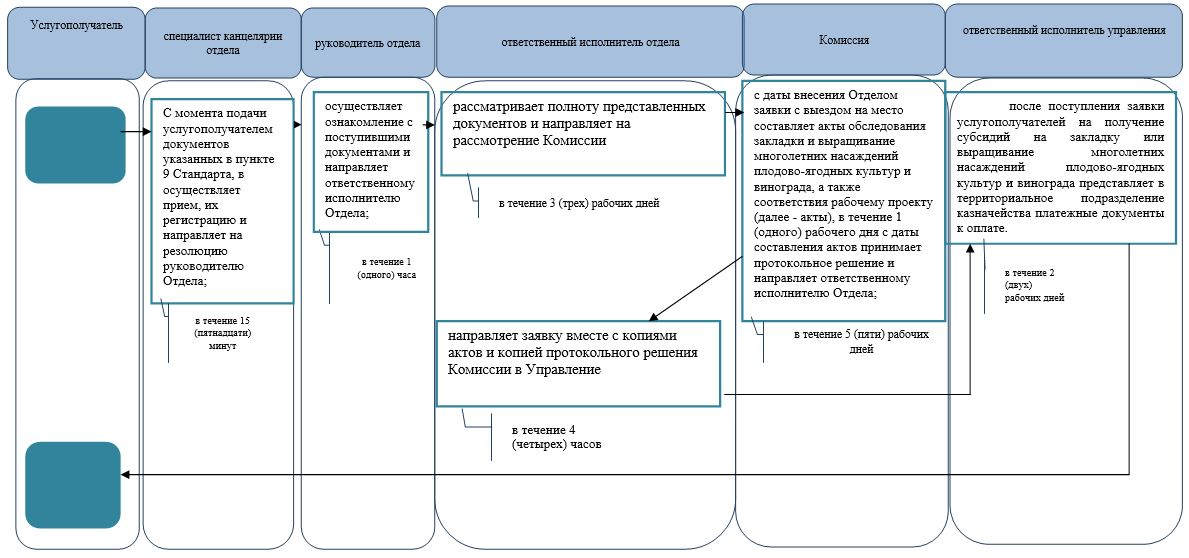 Услугополучатель
специалист канцелярии
отдела
руководитель отдела
ответственный исполнитель отдела
Комиссия
ответственный исполнитель управления
С момента подачи
услугополучателем
документов
указанных в пункте
9 Стандарта, в
осуществляет
прием, их
регистрацию и
направляет на
резолюцию
руководителю
Отдела;
в течение 15
(пятнадцати)
минут
осуществляет
ознакомление с
поступившими
документами и
направляет
ответственному
исполнителю
Отдела;
в течение 1
(одного) часа
рассматривает полноту представленных
документов и направляет на
рассмотрение Комиссии
в течение 3 (трех) рабочих дней
с даты внесения Отделом
заявки с выездом на место
составляет акты обследования
закладки и выращивание
многолетних насаждений
плодово-ягодных культур и
винограда, а также
соответствия рабочему проекту
(далее - акты), в течение 1
(одного) рабочего дня с даты
составления актов принимает
протокольное решение и
направляет ответственному
исполнителю Отдела;
в течение 5 (пяти) рабочих
дней
направляет заявку вместе с копиями
актов и копией протокольного решения
Комиссии в Управление
в течение 4
(четырех) часов
после поступления заявки
услугополучателей на получение
субсидий на закладку или
выращивание многолетних
насаждений плодово-ягодных
культур и винограда представляет в
территориальное подразделение
казначейства платежные документы
к оплате.
в течение 2
(двух)
рабочих дней